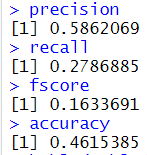 > precision
[1] 0.5862069
> recall
[1] 0.2786885
> fscore
[1] 0.1633691
> accuracy
[1] 0.4615385